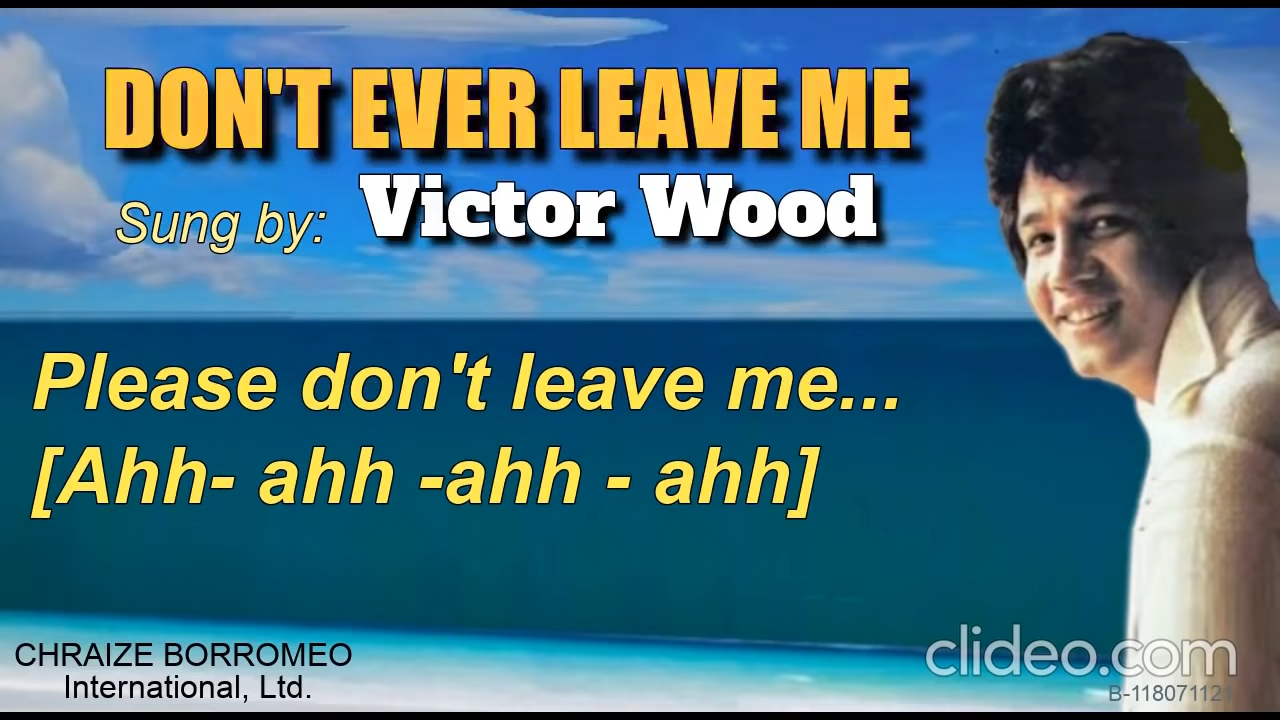 DON'T EVER LEAVE ME
Sung by: Victor Wood
Please don't leave me...
[Ahh- ahh -ahh - ahh]
CHRAIZE BORROMEO
International, Ltd.
clideo.com